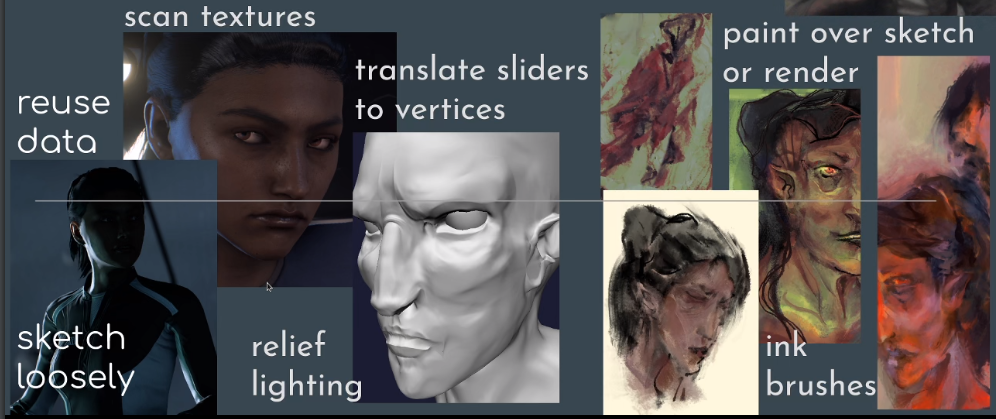 scan textures
reuse
data
translate sliders
to vertices
paint over sketch
or render
sketch
loosely
relief
lighting
ink
brushes